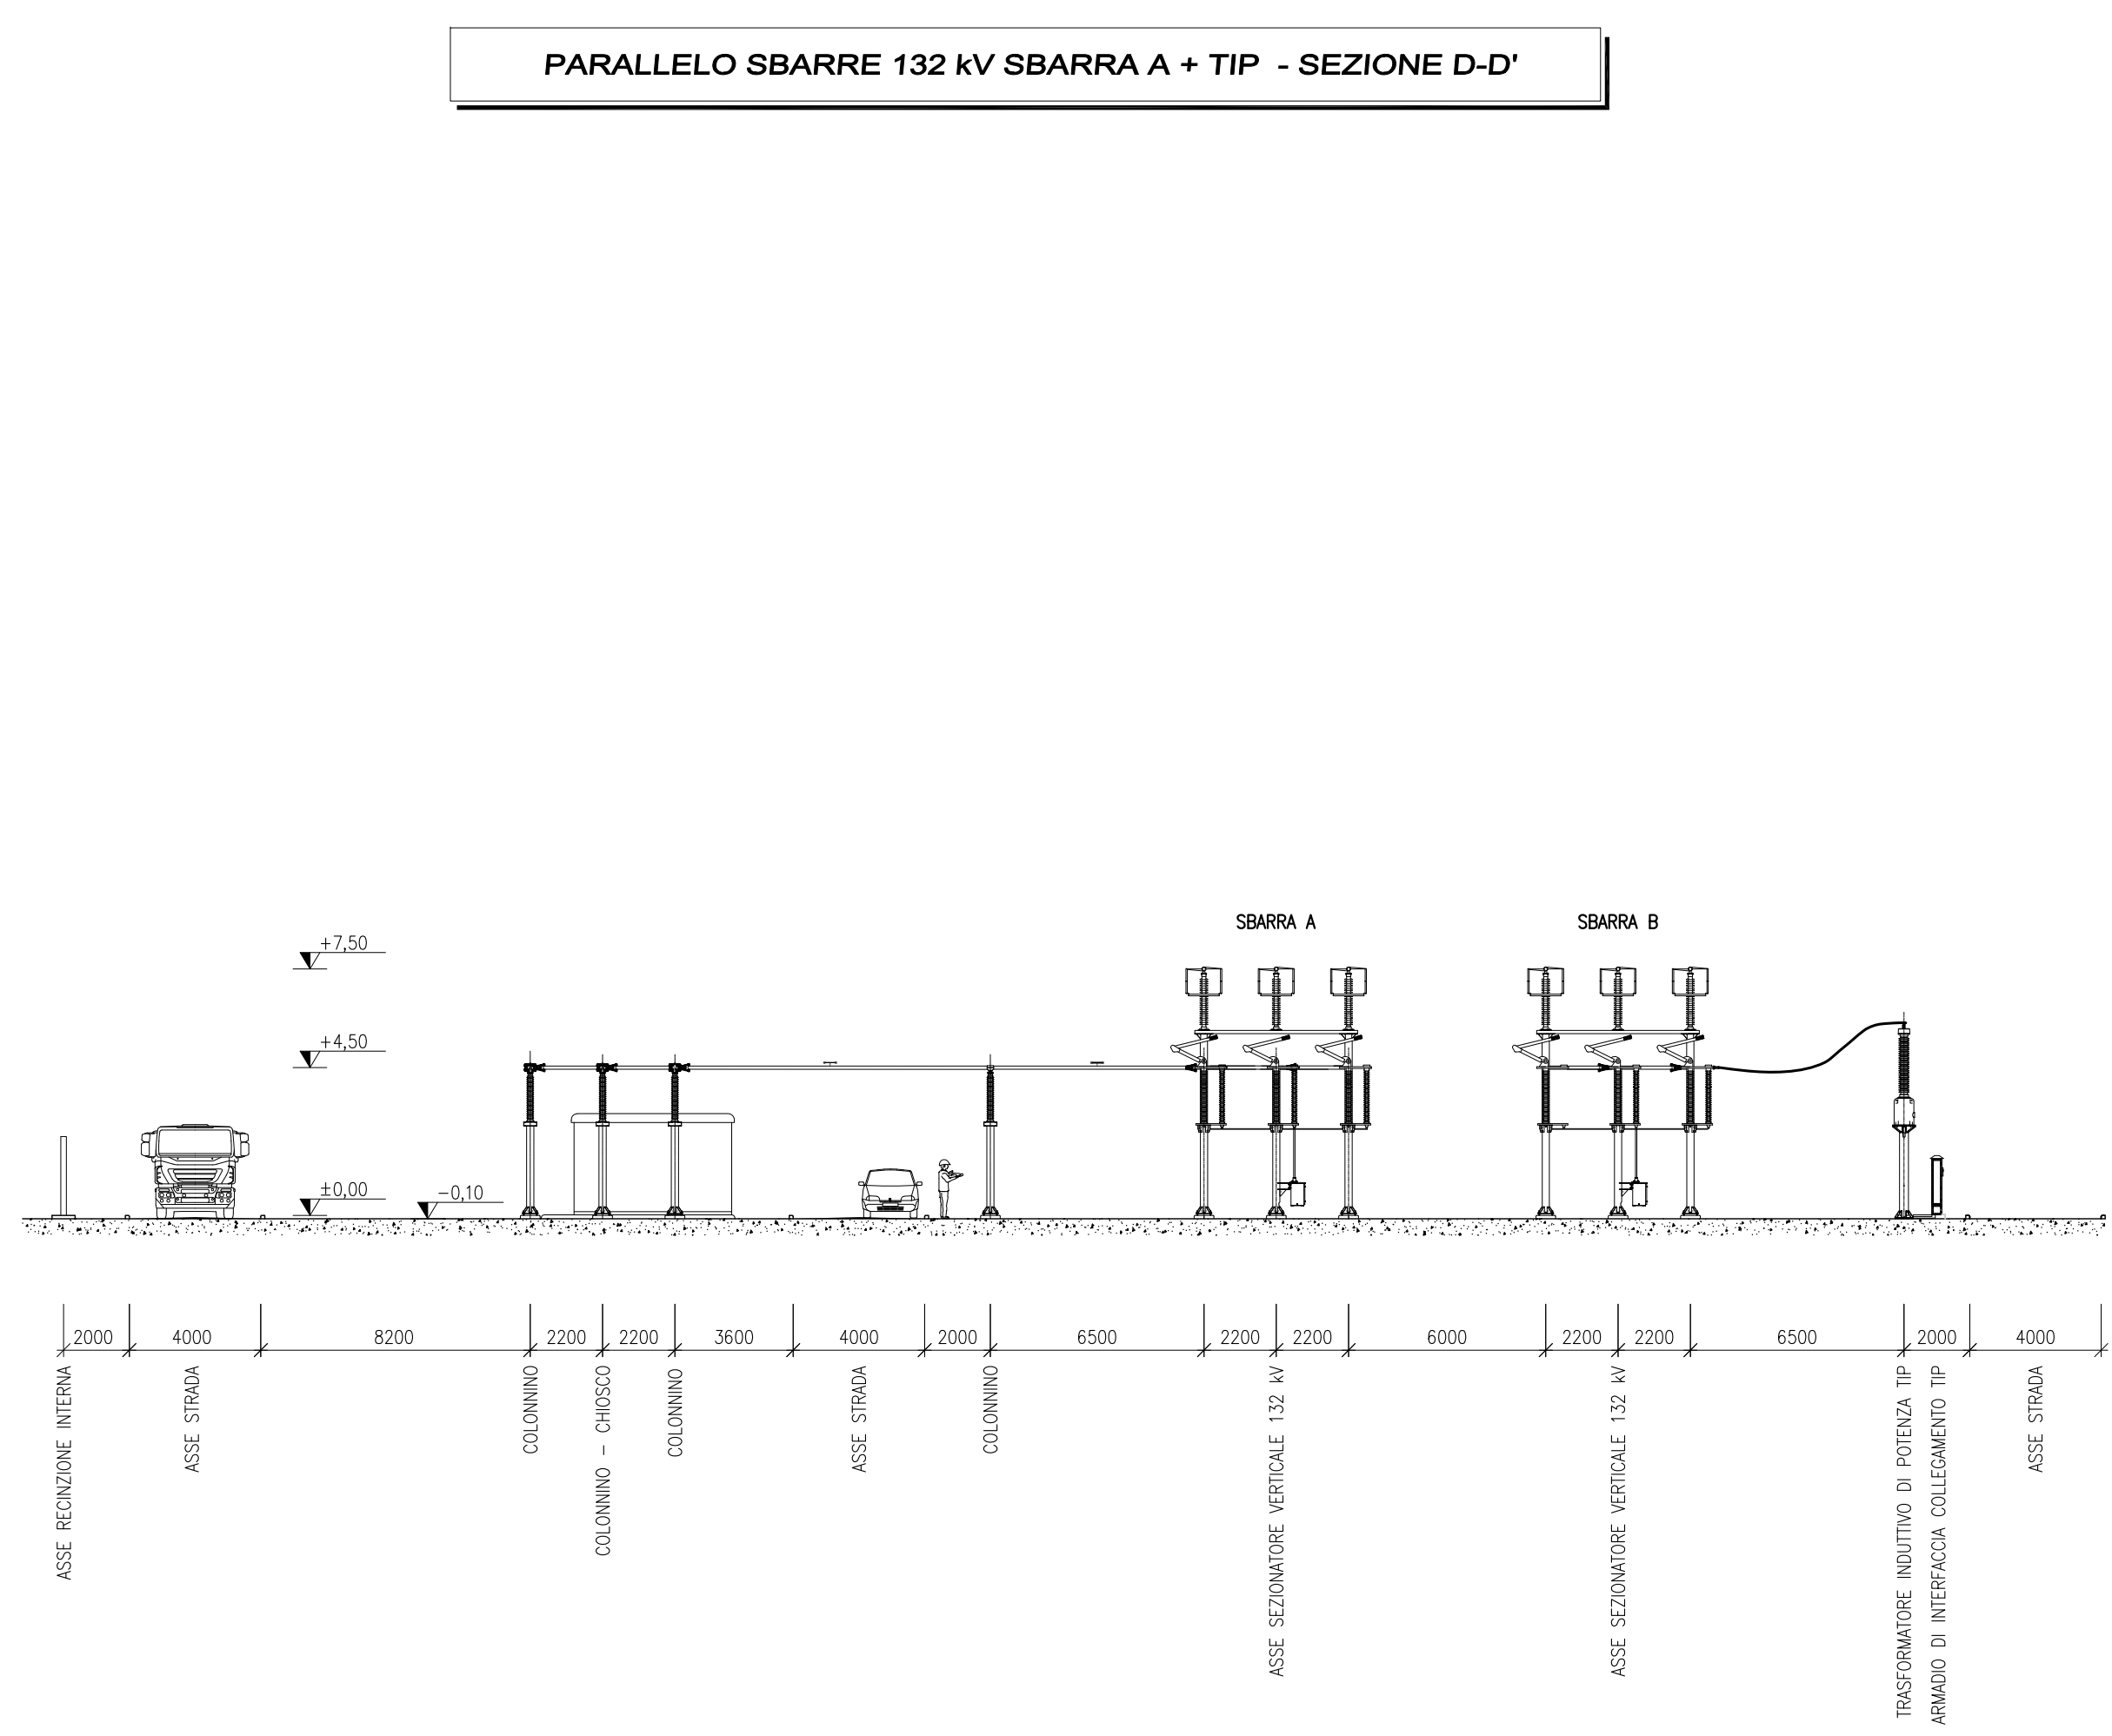 PARALLELO SBARRE 132 kV SBARRA A + TIP - SEZIONE D-D'
SBARRA A
SBARRA B
+7,50
+4,50
±0,00
-0,10
2000
4000
8200
2200
2200
3600
4000
2000
6500
2200
2200
6000
2200
2200
6500
2000
4000
ASSE RECINZIONE INTERNA
ASSE STRADA
COLONNINO
COLONNINO - CHIOSCO
COLONNINO
ASSE STRADA
COLONNINO
ASSE SEZIONATORE VERTICALE 132 kV
ASSE SEZIONATORE VERTICALE 132 kV
TRASFORMATORE INDUTTIVO DI POTENZA TIP
ARMADIO DI INTERFACCIA COLLEGAMENTO TIP
ASSE STRADA